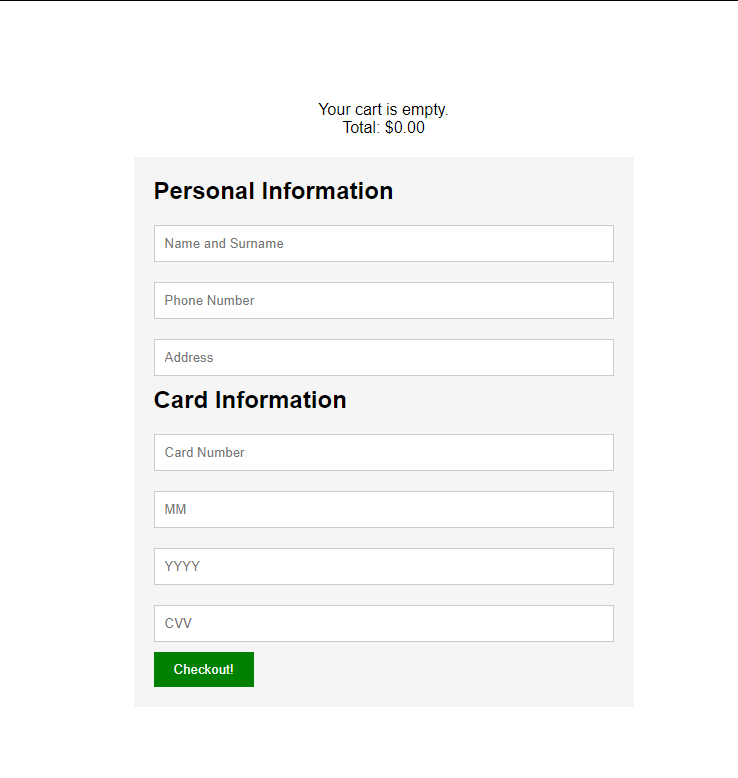 Your cart is empty.
Total: $0.00
Personal Information
Name and Surname
Phone Number
Address
Card Information
Card Number
MM
YYYY
CVV
Checkout!